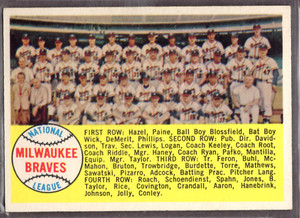 NATIONAL
MILWAUKEE
BRAVES
LEAGUE
FIRST ROW: Hazel, Paine, Ball Boy Blossfield, Bat Boy
Wick, DeMerit, Phillips. SECOND ROW: Pub. Dir. David-
son, Trav. Sec. Lewis, Logan, Coach Keeley, Coach Root,
Coach Riddle, Mgr. Haney, Coach Ryan, Pafko, Mantilla,
Equip. Mgr. Taylor. THIRD ROW: Tr. Feron, Buhl, Mc-
Mahon, Bruton, Trowbridge, Burdette, Torre, Mathews,
Sawatski, Pizarro, Adcock, Batting Prac. Pitcher Lang.
FOURTH ROW: Roach, Schoendienst, Spahn, Jones, B.
Taylor, Rice, Covington, Crandall, Aaron, Hanebrink,
Johnson, Jolly, Conley.